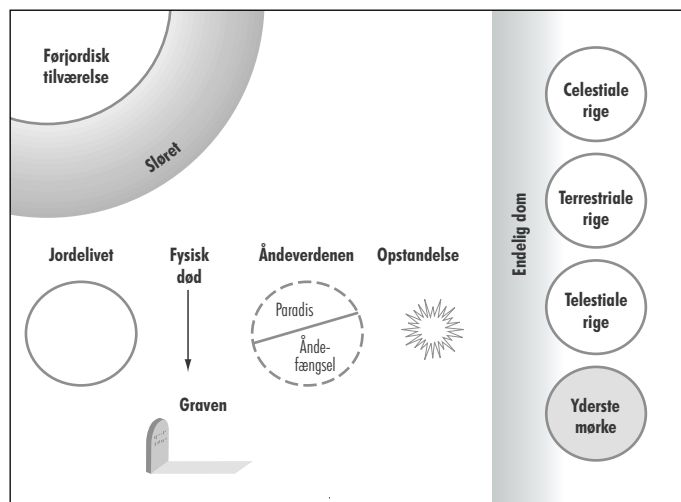 Førjordisk
tilværelse
Sløret
Jordelivet
Fysisk
død
Åndeverdenen
Opstandelse
Paradis
Ånde-
fængsel
Graven
Endelig dom
Celestiale
rige
Terrestriale
rige
Telestiale
rige
Yderste
mørke